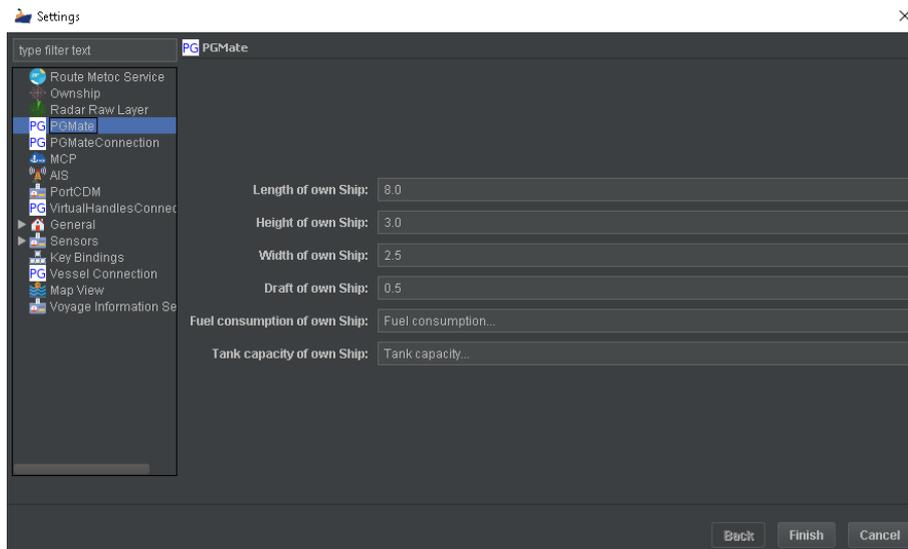 Settings
type filter text
Route Metoc Service
Ownship
Radar Raw Layer
PG PGMate
PG PGMateConnection
MCP
AIS
PortCDM
PG VirtualHandlesConnec
General
Sensors
Key Bindings
PG Vessel Connection
Map View
Voyage Information Se
PG PGMate
Length of own Ship: 8.0
Height of own Ship: 3.0
Width of own Ship: 2.5
Draft of own Ship: 0.5
Fuel consumption of own Ship: Fuel consumption...
Tank capacity of own Ship: Tank capacity...
Back Finish Cancel